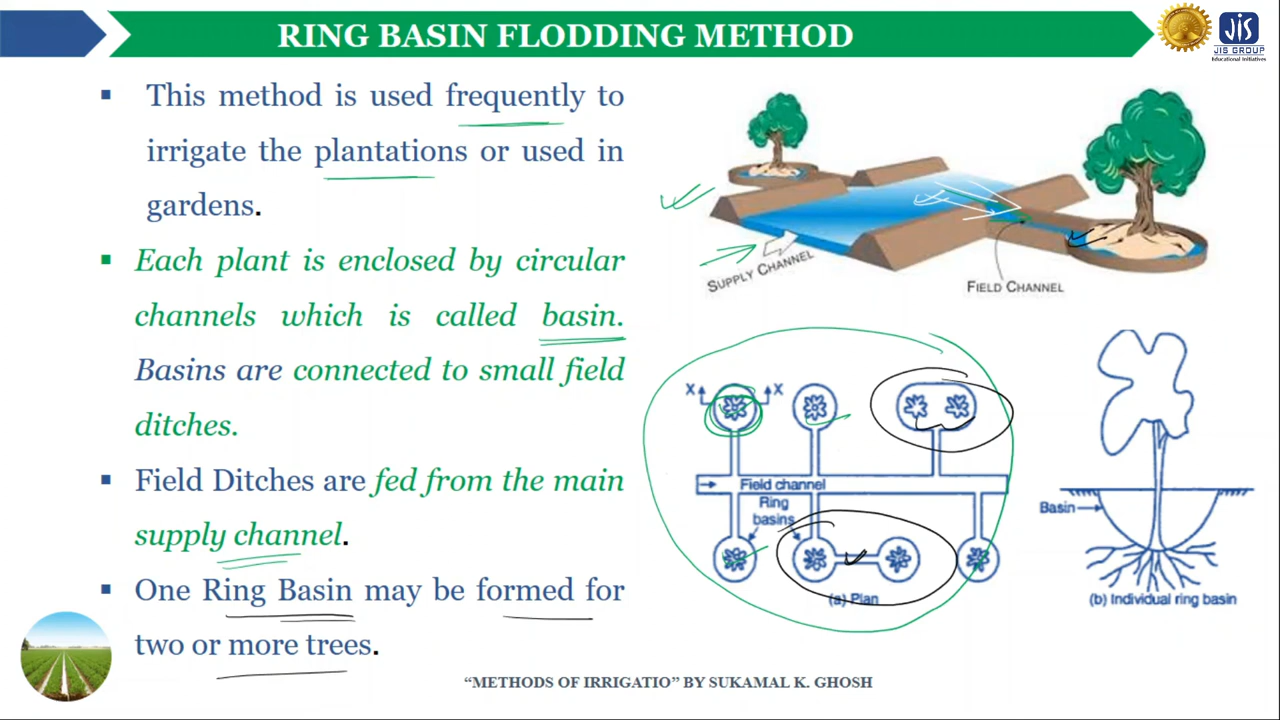 RING BASIN FLODDING METHOD
JIS
JIS GROUP
Educational Initiatives
▪ This method is used frequently to
irrigate the plantations or used in
gardens.
▪ Each plant is enclosed by circular
channels which is called basin.
Basins are connected to small field
ditches.
▪ Field Ditches are fed from the main
supply channel.
▪ One Ring Basin may be formed for
two or more trees.
SUPPLY CHANNEL
FIELD CHANNEL
X X
Field channel
Ring
basins
(a) Plan
Basin
(b) Individual ring basin
“METHODS OF IRRIGATIO” BY SUKAMAL K. GHOSH